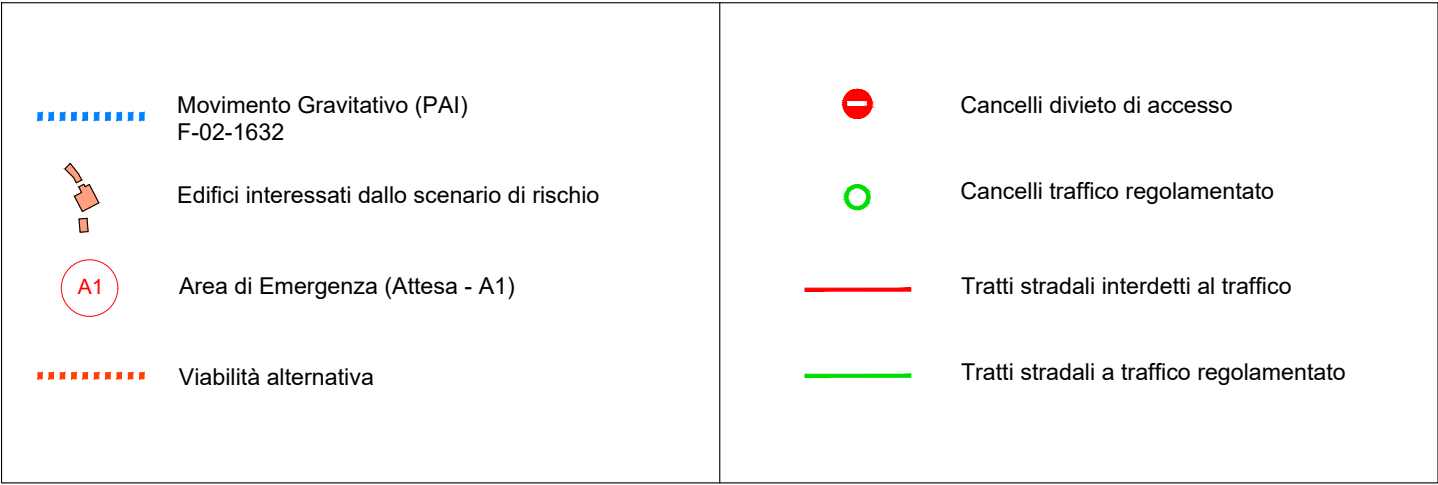 Movimento Gravitativo (PAI)
F-02-1632
Edifici interessati dallo scenario di rischio
A1
Area di Emergenza (Attesa - A1)
Viabilità alternativa
Cancelli divieto di accesso
Cancelli traffico regolamentato
Tratti stradali interdetti al traffico
Tratti stradali a traffico regolamentato